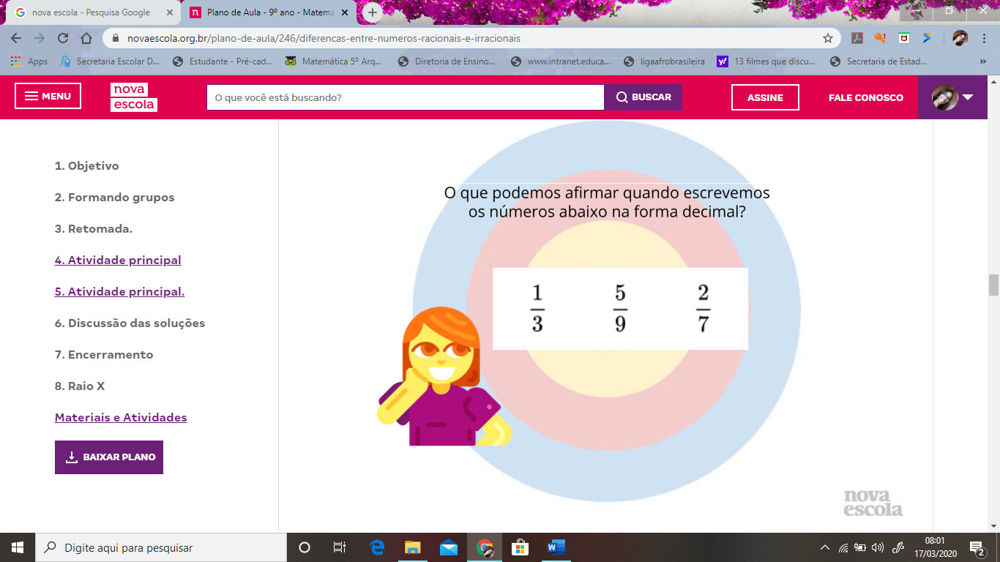 nova escola - Pesquisa Google
Plano de Aula - 9º ano - Matemá
novaescola.org.br/plano-de-aula/246/diferencas-entre-numeros-racionais-e-irracionais
Apps
Secretaria Escolar D...
Estudante - Pré-cad...
Matemática 5º Arq...
Diretoria de Ensino...
www.intranet.educa...
ligaafrobrasileira
13 filmes que discu...
Secretaria de Estad...
»
MENU
nova
escola
O que você está buscando?
BUSCAR
ASSINE
FALE CONOSCO
1. Objetivo
2. Formando grupos
3. Retomada.
4. Atividade principal
5. Atividade principal.
6. Discussão das soluções
7. Encerramento
8. Raio X
Materiais e Atividades
BAIXAR PLANO
O que podemos afirmar quando escrevemos
os números abaixo na forma decimal?
1 5 2
3 9 7
nova
escola
Digite aqui para pesquisar
08:01
17/03/2020
2